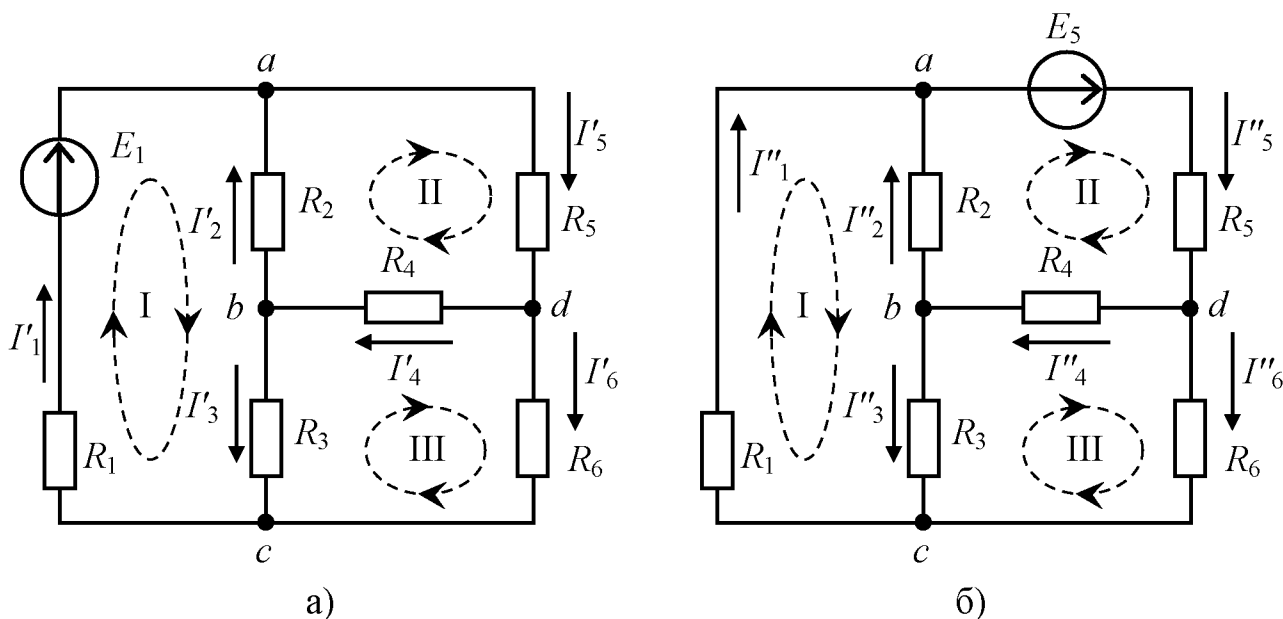 a
E₁
I′₁
R₁
I
I′₂
R₂
II
I′₅
R₅
R₄
b
d
I′₄
I′₃
R₃
III
I′₆
R₆
c
а)
E₅
a
I″₁
R₁
I
I″₂
R₂
II
I″₅
R₅
R₄
b
d
I″₄
I″₃
R₃
III
I″₆
R₆
c
б)